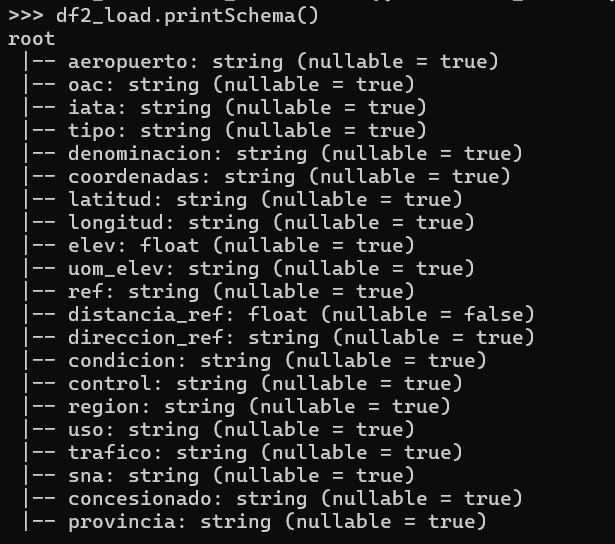 >>> df2_load.printSchema()
root
 |-- aeropuerto: string (nullable = true)
 |-- oac: string (nullable = true)
 |-- iata: string (nullable = true)
 |-- tipo: string (nullable = true)
 |-- denominacion: string (nullable = true)
 |-- coordenadas: string (nullable = true)
 |-- latitud: string (nullable = true)
 |-- longitud: string (nullable = true)
 |-- elev: float (nullable = true)
 |-- uom_elev: string (nullable = true)
 |-- ref: string (nullable = true)
 |-- distancia_ref: float (nullable = false)
 |-- direccion_ref: string (nullable = true)
 |-- condicion: string (nullable = true)
 |-- control: string (nullable = true)
 |-- region: string (nullable = true)
 |-- uso: string (nullable = true)
 |-- trafico: string (nullable = true)
 |-- sna: string (nullable = true)
 |-- concesionado: string (nullable = true)
 |-- provincia: string (nullable = true)